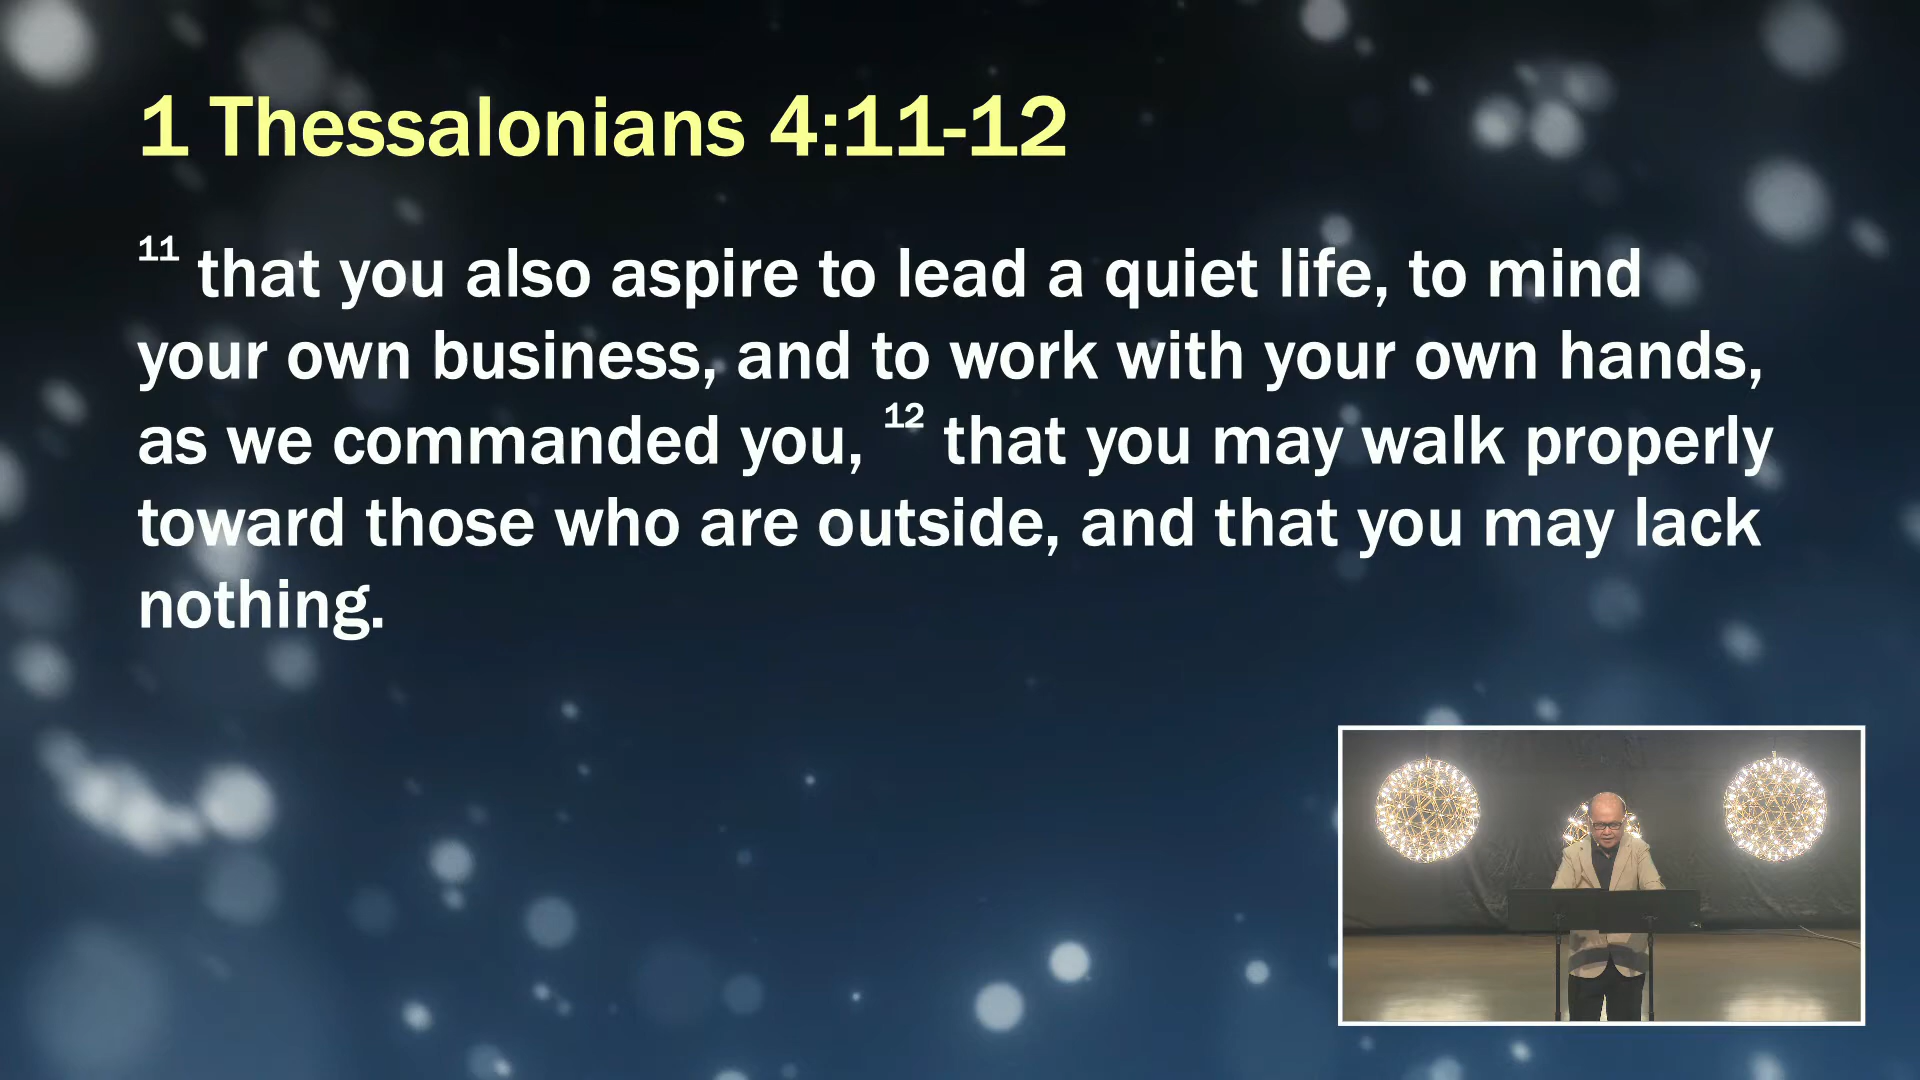 1 Thessalonians 4:11-12
11 that you also aspire to lead a quiet life, to mind
your own business, and to work with your own hands,
as we commanded you, 12 that you may walk properly
toward those who are outside, and that you may lack
nothing.